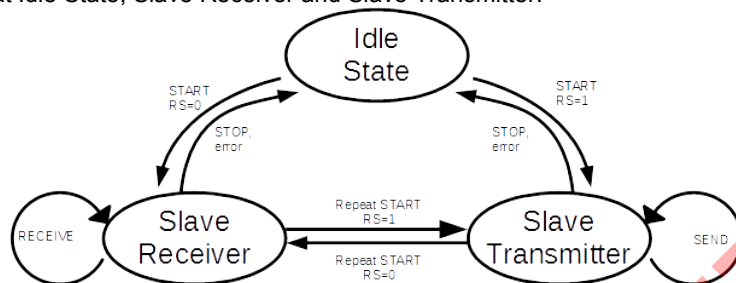 at Idle State, Slave Receiver and Slave Transmitter.
Idle
State
START
RS=0
START
RS=1
STOP,
error
STOP,
error
Slave
Receiver
Slave
Transmitter
RECEIVE
SEND
Repeat START
RS=1
Repeat START
RS=0